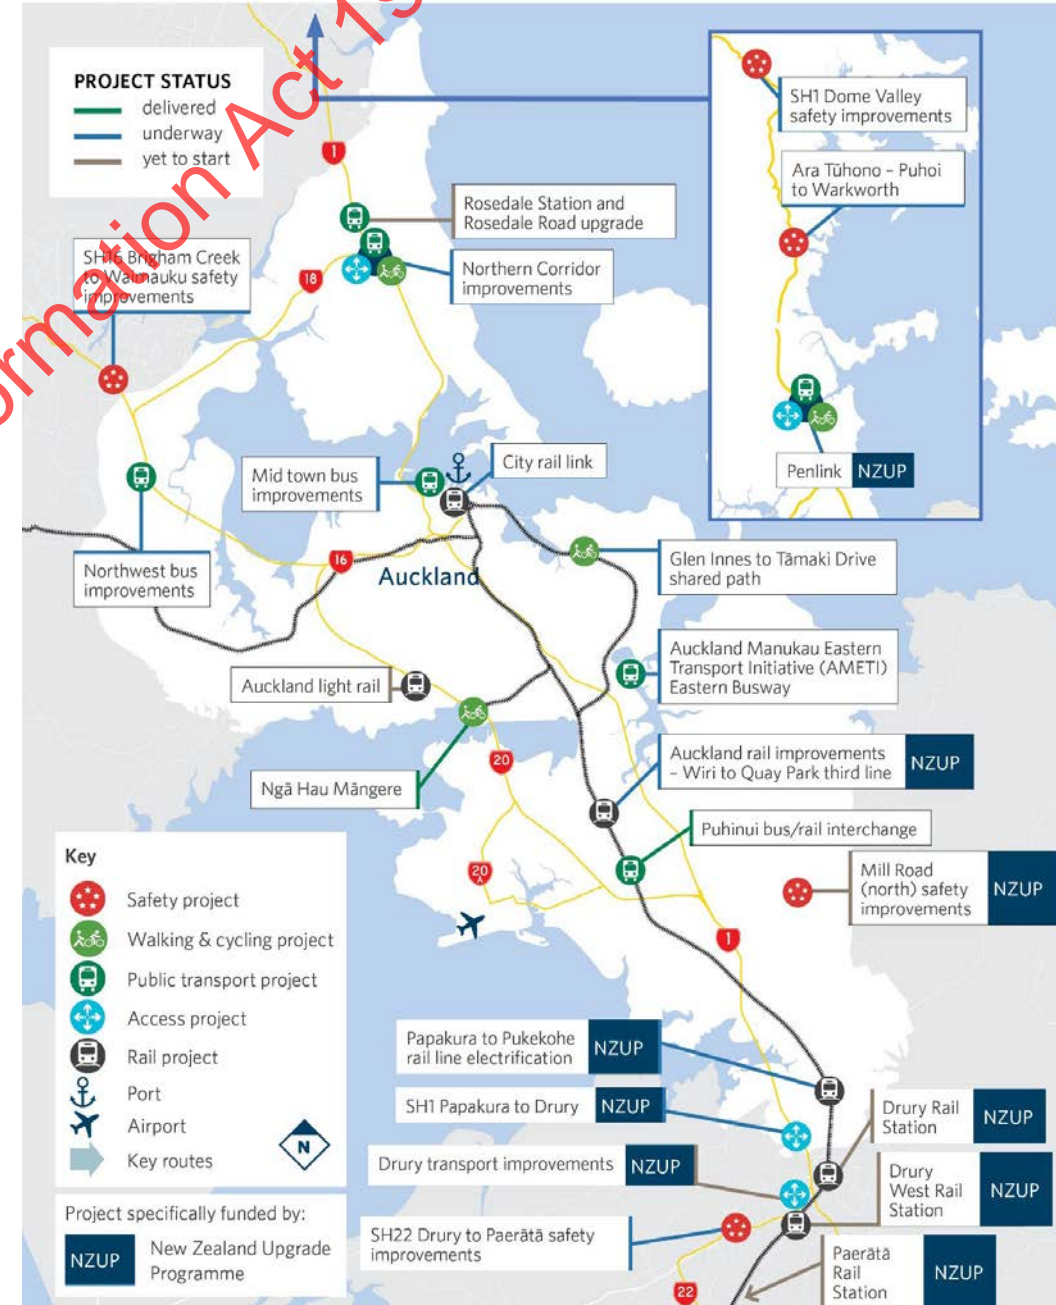 ormation Act 19
PROJECT STATUS
delivered
underway
yet to start
SH1 Dome Valley
safety improvements
Ara Tūhono – Puhoi
to Warkworth
1
Rosedale Station and
Rosedale Road upgrade
SH16 Brigham Creek
to Waimauku safety
improvements
18
Northern Corridor
improvements
Penlink NZUP
Mid town bus
improvements
City rail link
Northwest bus
improvements
16
Auckland
Glen Innes to Tāmaki Drive
shared path
Auckland Manukau Eastern
Transport Initiative (AMETI)
Eastern Busway
Auckland light rail
20
Auckland rail improvements
– Wiri to Quay Park third line
NZUP
Ngā Hau Māngere
Puhinui bus/rail interchange
20
A
Mill Road
(north) safety
improvements
NZUP
1
Key
Safety project
Walking & cycling project
Public transport project
Access project
Rail project
Port
Airport
Key routes
N
Project specifically funded by:
NZUP
New Zealand Upgrade
Programme
Papakura to Pukekohe
rail line electrification
NZUP
SH1 Papakura to Drury NZUP
Drury Rail
Station
NZUP
Drury transport improvements NZUP
Drury
West Rail
Station
NZUP
SH22 Drury to Paerātā safety
improvements
Paerātā
Rail
Station
NZUP
22